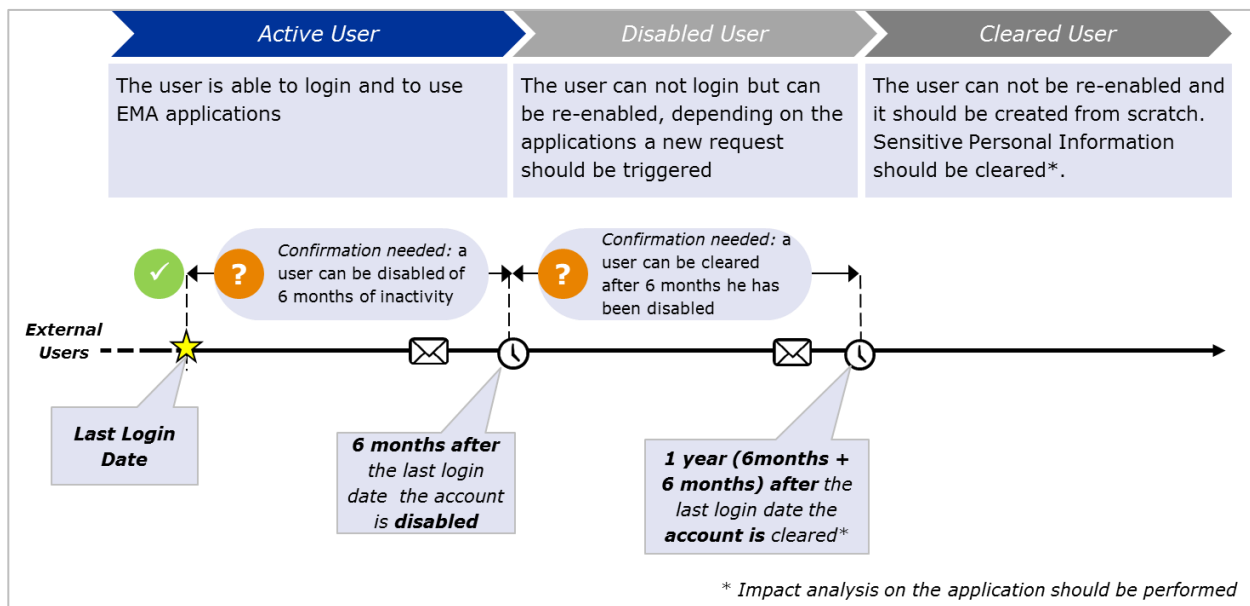 Active User
Disabled User
Cleared User
The user is able to login and to use
EMA applications
The user can not login but can
be re-enabled, depending on the
applications a new request
should be triggered
The user can not be re-enabled and
it should be created from scratch.
Sensitive Personal Information
should be cleared*.
?
Confirmation needed: a
user can be disabled of
6 months of inactivity
?
Confirmation needed: a
user can be cleared
after 6 months he has
been disabled
External
Users
Last Login
Date
6 months after
the last login
date the account
is disabled
1 year (6months +
6 months) after the
last login date the
account is cleared*
* Impact analysis on the application should be performed